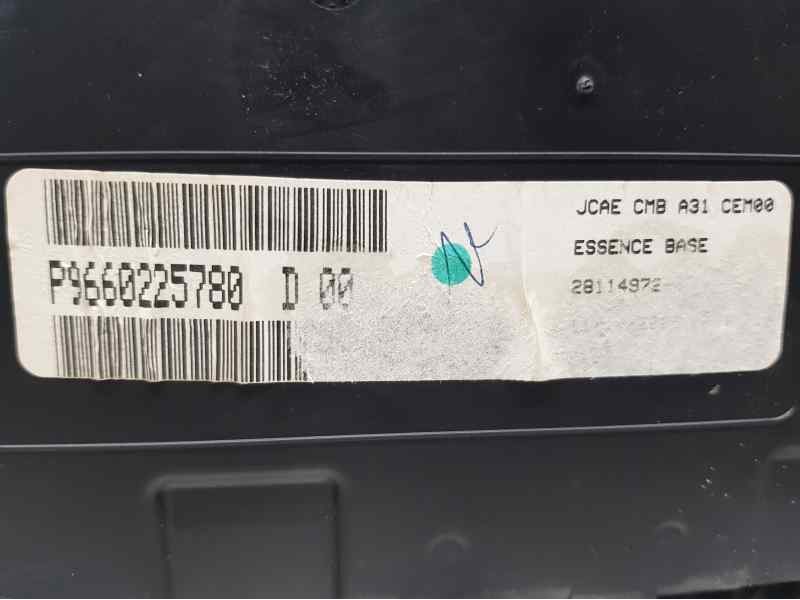 JCAE CMB A31 CEM00
ESSENCE BASE
P9660225780 D 00
28114972-